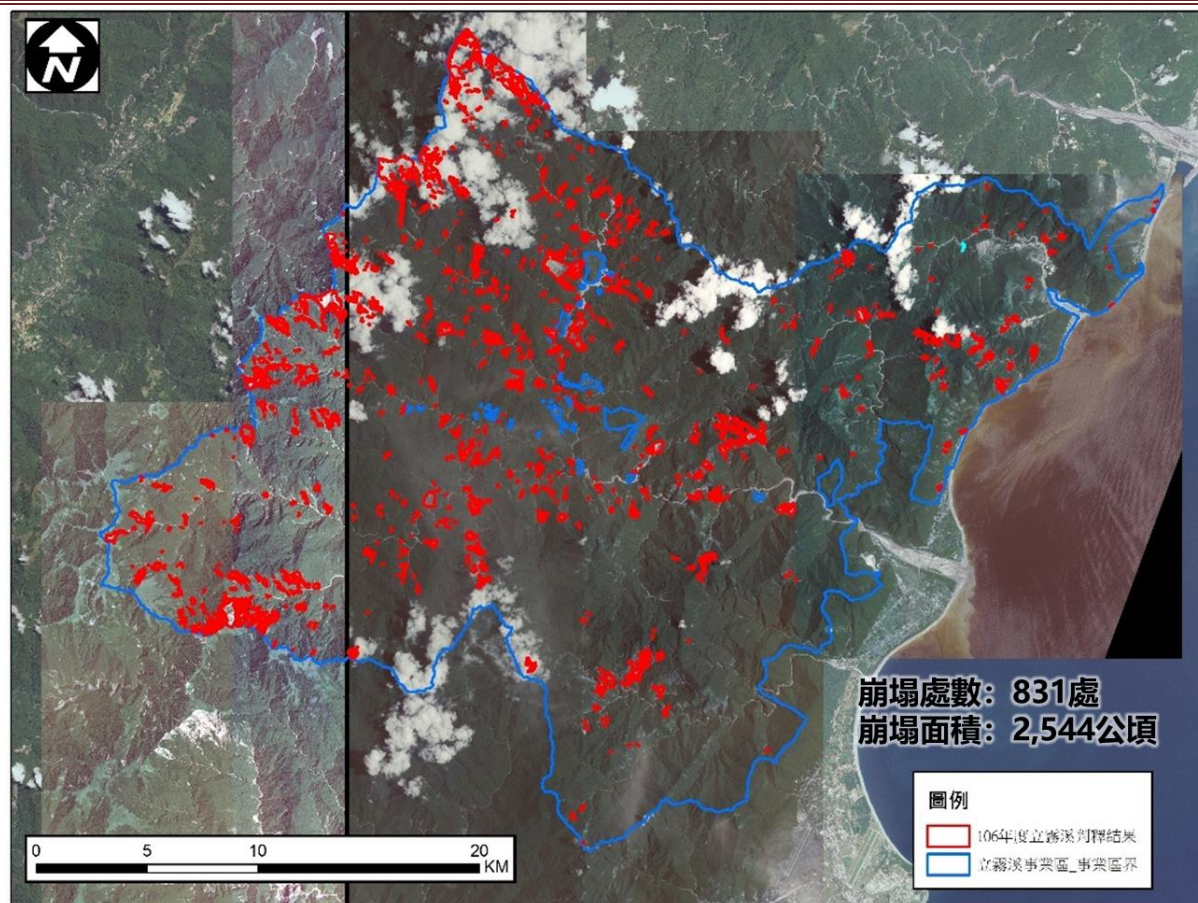 N
崩塌處數：831處
崩塌面積：2,544公頃
圖例
106年度立霧溪判釋結果
立霧溪事業區_事業區界
0 5 10 20
KM